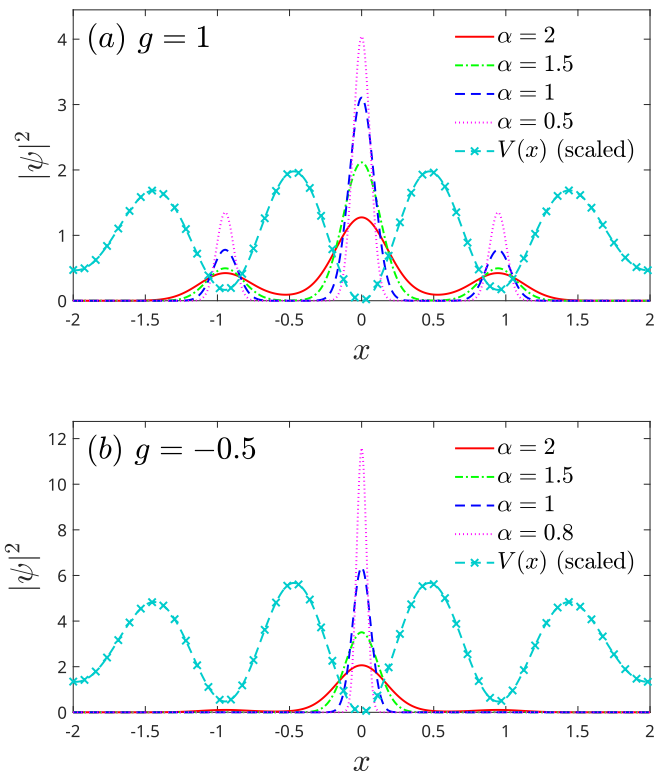 (a) g = 1
α = 2
α = 1.5
α = 1
α = 0.5
V(x) (scaled)
|ψ|²
4
3
2
1
0
-2 -1.5 -1 -0.5 0 0.5 1 1.5 2
x
(b) g = −0.5
α = 2
α = 1.5
α = 1
α = 0.8
V(x) (scaled)
|ψ|²
12
10
8
6
4
2
0
-2 -1.5 -1 -0.5 0 0.5 1 1.5 2
x